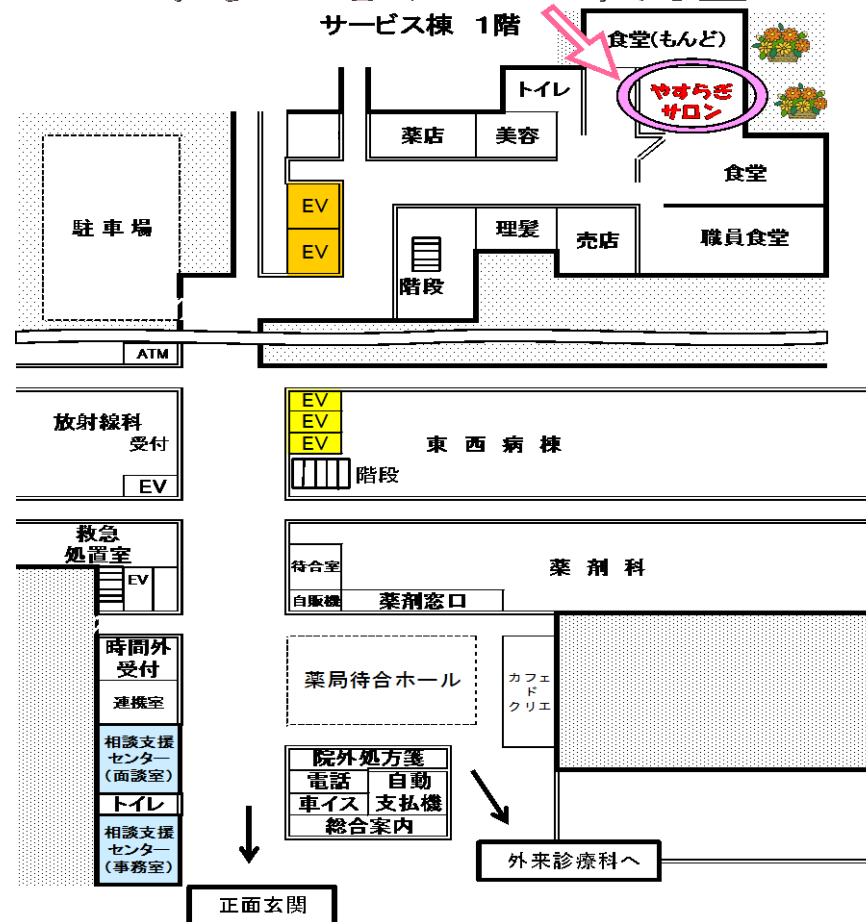 サービス棟 1階
食堂(もんど)
やすらぎ
サロン
トイレ
薬店
美容
食堂
駐車場
EV
EV
理髪
売店
職員食堂
階段
ATM
放射線科
受付
EV
EV
EV
EV
東西病棟
階段
救急
処置室
EV
待合室
自販機
薬剤窓口
薬剤科
時間外
受付
連携室
薬局待合ホール
カフェ
ド
クリエ
相談支援
センター
(面談室)
トイレ
相談支援
センター
(事務室)
院外処方箋
電話
自動
車イス
支払機
総合案内
外来診療科へ
正面玄関